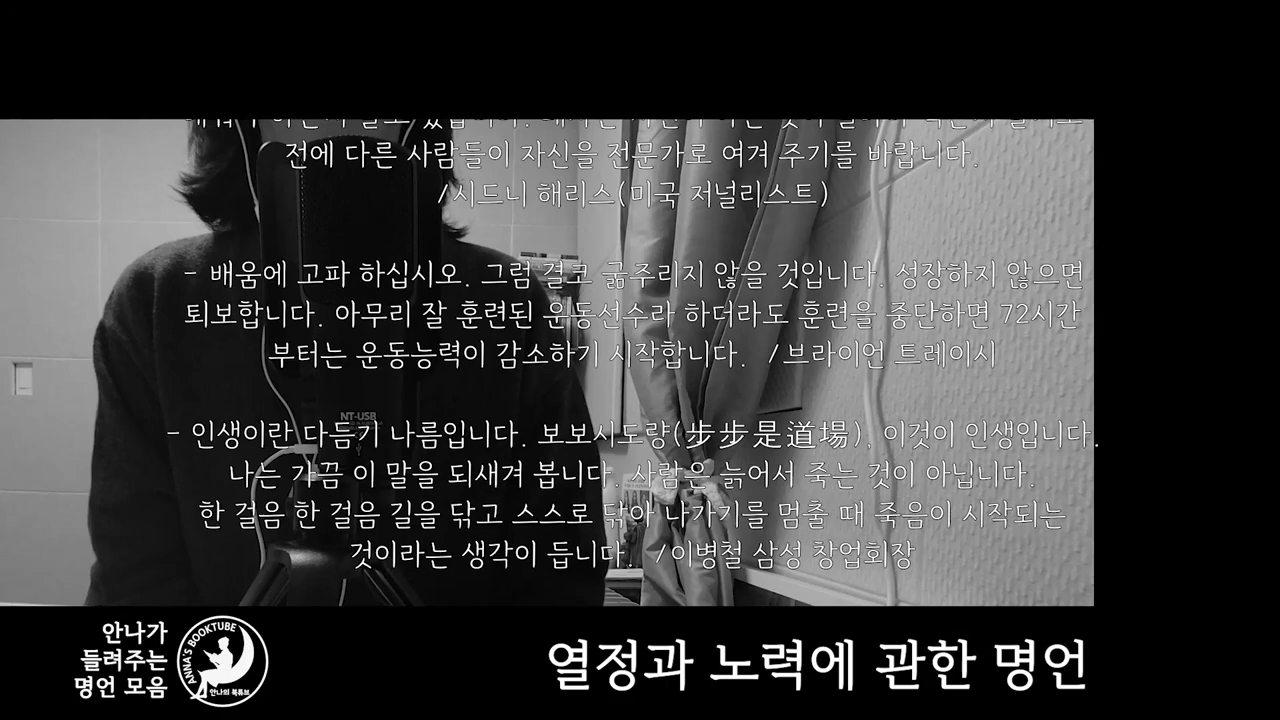 전에 다른 사람들이 자신을 전문가로 여겨 주기를 바랍니다.
/시드니 해리스(미국 저널리스트)
- 배움에 고파 하십시오. 그럼 결코 굶주리지 않을 것입니다. 성장하지 않으면
퇴보합니다. 아무리 잘 훈련된 운동선수라 하더라도 훈련을 중단하면 72시간
부터는 운동능력이 감소하기 시작합니다. /브라이언 트레이시
NT-USB
- 인생이란 다듬기 나름입니다. 보보시도량(步步是道場), 이것이 인생입니다.
나는 가끔 이 말을 되새겨 봅니다. 사람은 늙어서 죽는 것이 아닙니다.
한 걸음 한 걸음 길을 닦고 스스로 닦아 나가기를 멈출 때 죽음이 시작되는
것이라는 생각이 듭니다. /이병철 삼성 창업회장
안나가
들려주는
명언 모음
ANNA'S BOOKTUBE
안나의 북튜브
열정과 노력에 관한 명언